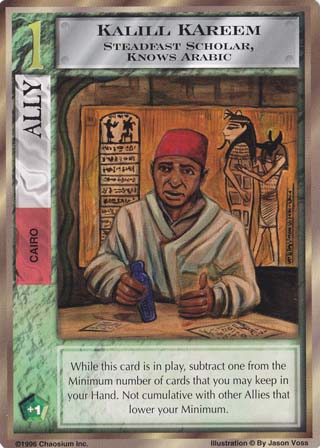 1
KALILL KAREEM
STEADFAST SCHOLAR,
KNOWS ARABIC
ALLY
CAIRO
While this card is in play, subtract one from the
Minimum number of cards that you may keep in
your Hand. Not cumulative with other Allies that
lower your Minimum.
+1
©1996 Chaosium Inc.
Illustration © By Jason Voss